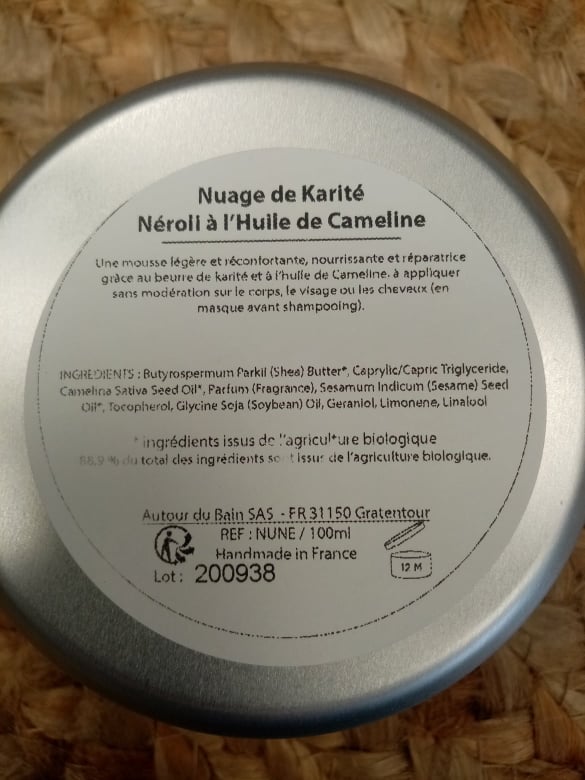 Nuage de Karité
Néroli à l'Huile de Cameline
Une mousse légère et réconfortante, nourrissante et réparatrice
grâce au beurre de karité et à l'huile de Cameline. à appliquer
sans modération sur le corps, le visage ou les cheveux (en
masque avant shampooing).
INGREDIENTS : Butyrospermum Parkii (Shea) Butter*, Caprylic/Capric Triglyceride,
Camelina Sativa Seed Oil*, Parfum (Fragrance), Sesamum Indicum (Sesame) Seed
Oil*, Tocopherol, Glycine Soja (Soybean) Oil, Geraniol, Limonene, Linalool
* ingrédients issus de l'agriculture biologique
88,9 % du total des ingrédients sont issus de l'agriculture biologique.
Autour du Bain SAS - FR 31150 Gratentour
REF : NUNE / 100ml
Handmade in France
12 M
Lot : 200938